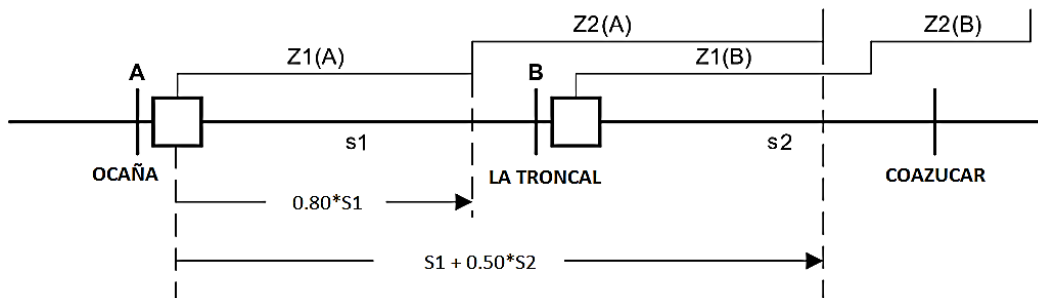 Z2(A)
Z2(B)
Z1(A)
Z1(B)
A
B
s1
s2
OCAÑA
LA TRONCAL
COAZUCAR
0.80*S1
S1 + 0.50*S2